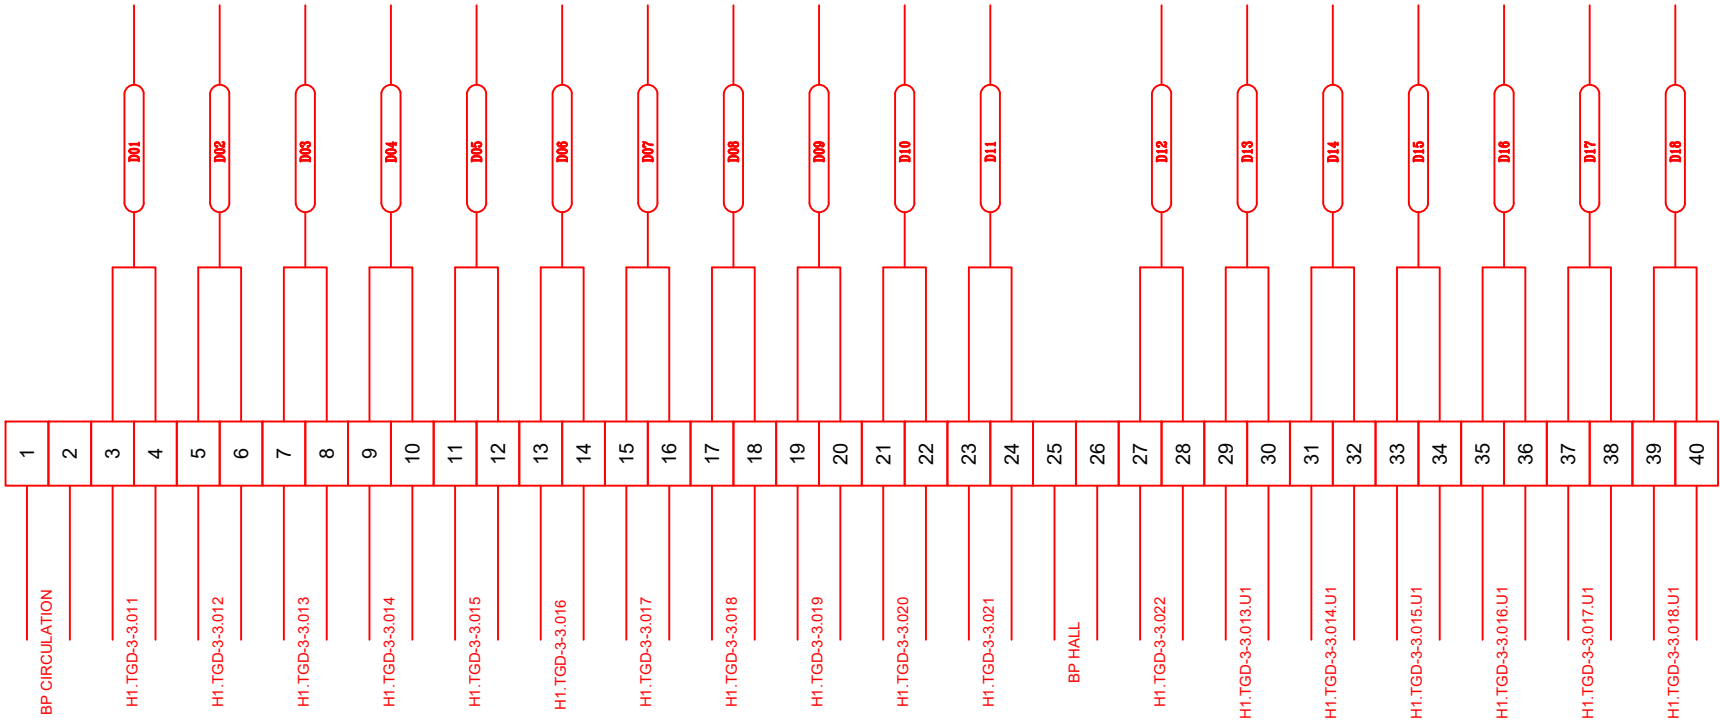 D01
D02
D03
D04
D05
D06
D07
D08
D09
D10
D11
D12
D13
D14
D15
D16
D17
D18
1
2
3
4
5
6
7
8
9
10
11
12
13
14
15
16
17
18
19
20
21
22
23
24
25
26
27
28
29
30
31
32
33
34
35
36
37
38
39
40
BP CIRCULATION
H1.TGD-3-3.011
H1.TGD-3-3.012
H1.TGD-3-3.013
H1.TGD-3-3.014
H1.TGD-3-3.015
H1.TGD-3-3.016
H1.TGD-3-3.017
H1.TGD-3-3.018
H1.TGD-3-3.019
H1.TGD-3-3.020
H1.TGD-3-3.021
BP HALL
H1.TGD-3-3.022
H1.TGD-3-3.013.U1
H1.TGD-3-3.014.U1
H1.TGD-3-3.015.U1
H1.TGD-3-3.016.U1
H1.TGD-3-3.017.U1
H1.TGD-3-3.018.U1